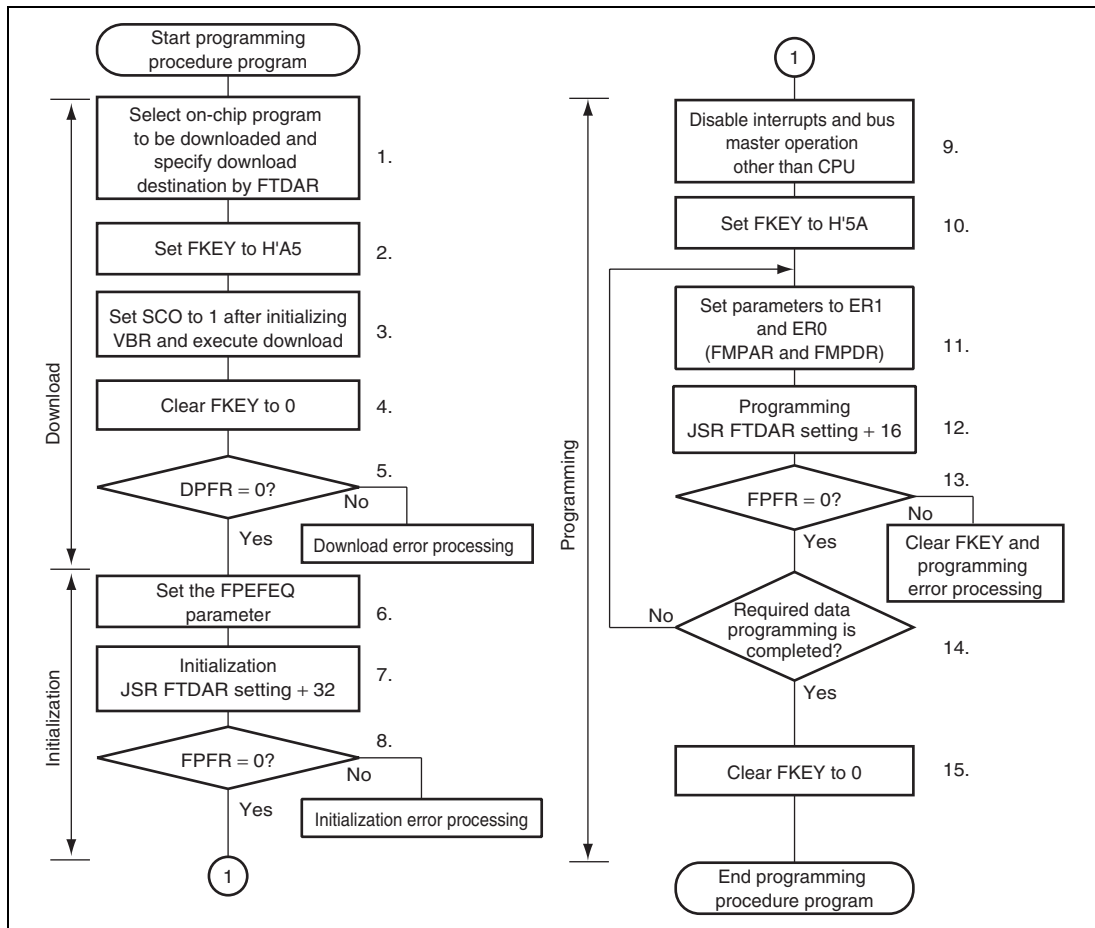 Start programming
procedure program
Download
Select on-chip program
to be downloaded and
specify download
destination by FTDAR
1.
Set FKEY to H'A5
2.
Set SCO to 1 after initializing
VBR and execute download
3.
Clear FKEY to 0
4.
DPFR = 0?
5.
No
Yes
Download error processing
Initialization
Set the FPEFEQ
parameter
6.
Initialization
JSR FTDAR setting + 32
7.
FPFR = 0?
8.
No
Yes
Initialization error processing
1
1
Programming
Disable interrupts and bus
master operation
other than CPU
9.
Set FKEY to H'5A
10.
Set parameters to ER1
and ER0
(FMPAR and FMPDR)
11.
Programming
JSR FTDAR setting + 16
12.
FPFR = 0?
13.
No
Yes
Clear FKEY and
programming
error processing
Required data
programming is
completed?
14.
No
Yes
Clear FKEY to 0
15.
End programming
procedure program